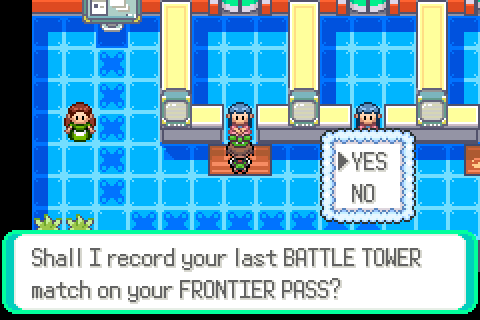 YES
NO
Shall I record your last BATTLE TOWER
match on your FRONTIER PASS?